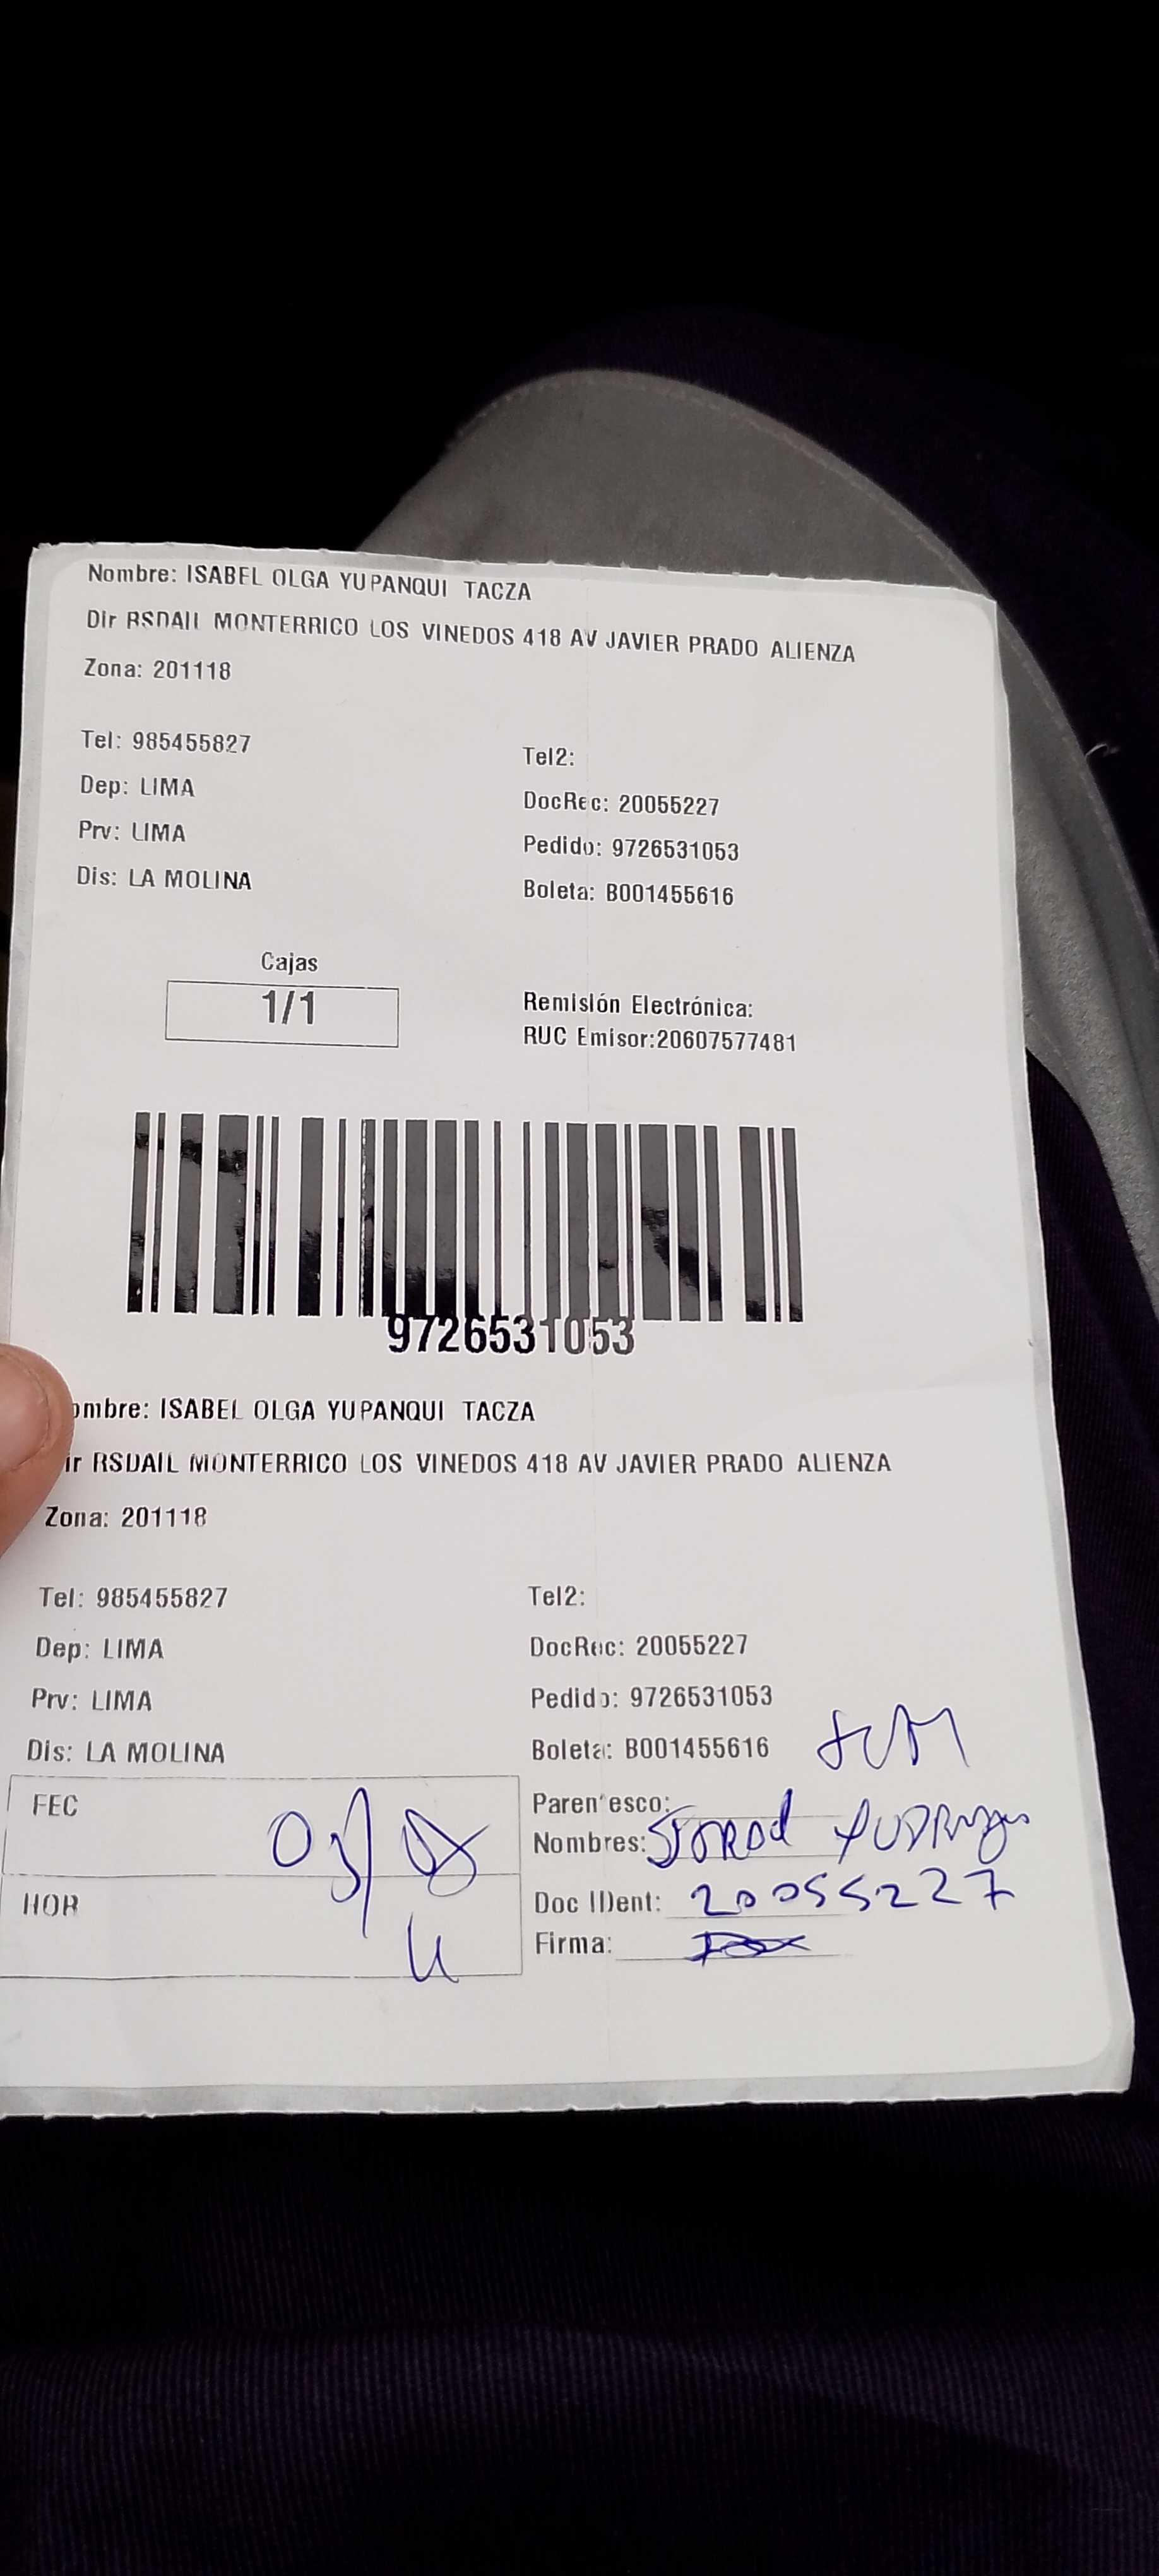 Nombre: ISABEL OLGA YUPANQUI TACZA
Dir RSDAIL MONTERRICO LOS VINEDOS 418 AV JAVIER PRADO ALIENZA
Zona: 201118
Tel: 985455827 Tel2:
Dep: LIMA DocRec: 20055227
Prv: LIMA Pedido: 9726531053
Dis: LA MOLINA Boleta: B001455616
Cajas
1/1
Remisión Electrónica:
RUC Emisor:20607577481
9726531053
ombre: ISABEL OLGA YUPANQUI TACZA
ir RSDAIL MONTERRICO LOS VINEDOS 418 AV JAVIER PRADO ALIENZA
Zona: 201118
Tel: 985455827 Tel2:
Dep: LIMA DocRec: 20055227
Prv: LIMA Pedido: 9726531053
Dis: LA MOLINA Boleta: B001455616
FEC
HOR
Parentesco:
Nombres:
Doc IDent: 20055227
Firma: